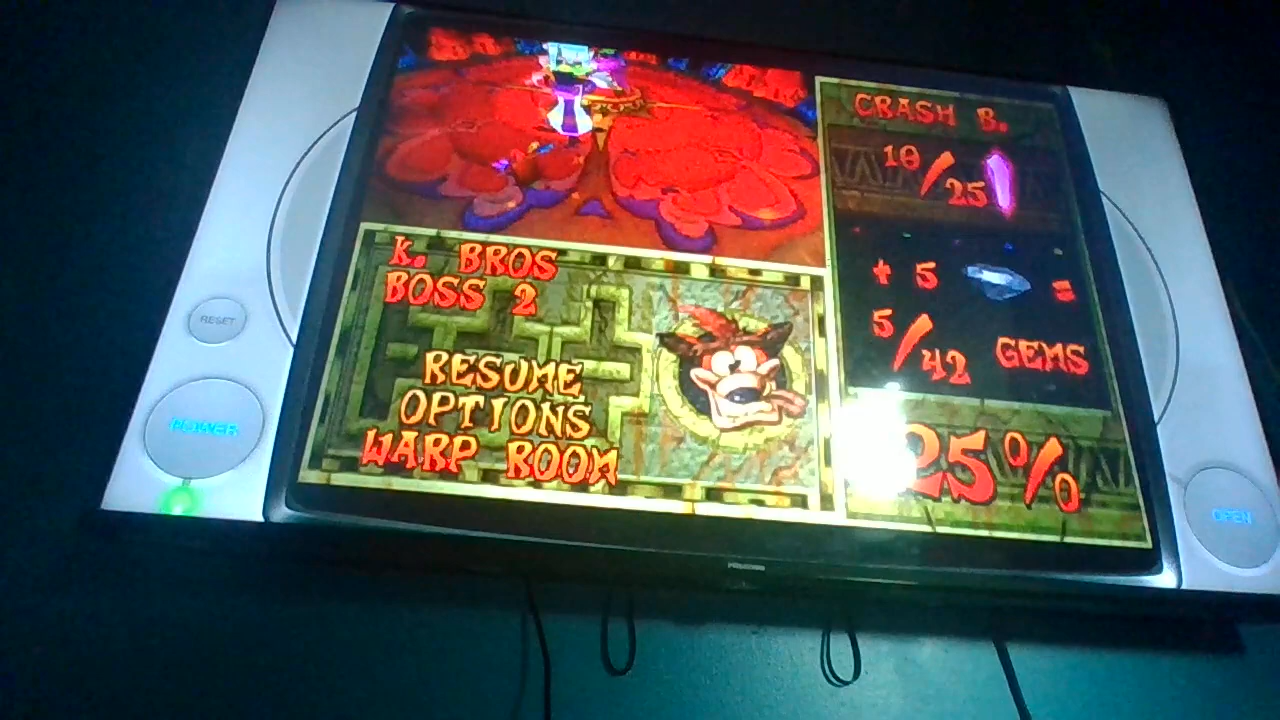 CRASH B.
10/25
+ 5 =
5/42 GEMS
25%
K. BROS
BOSS 2
RESUME
OPTIONS
WARP ROOM
RESET
POWER
OPEN